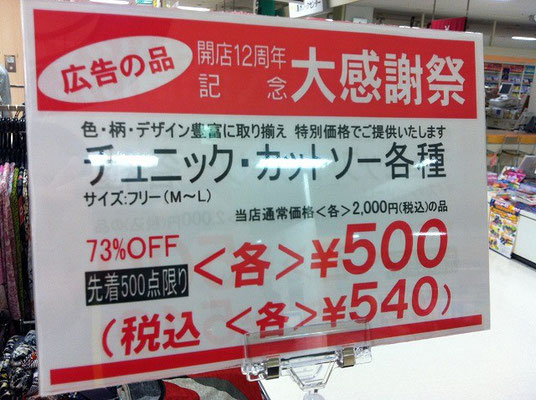 広告の品
開店12周年
記念
大感謝祭
色・柄・デザイン豊富に取り揃え 特別価格でご提供いたします
チュニック・カットソー各種
サイズ:フリー(M～L)
当店通常価格<各>2,000円(税込)の品
73%OFF
先着500点限り
<各>¥500
(税込 <各>¥540)